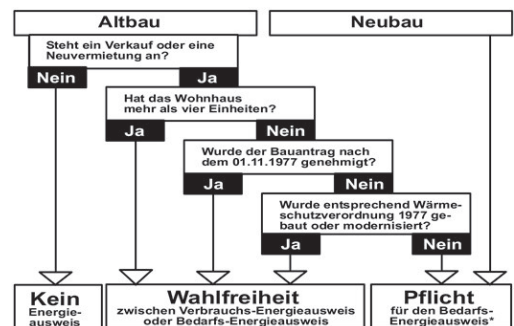 Altbau
Neubau
Steht ein Verkauf oder eine
Neuvermietung an?
Nein
Ja
Hat das Wohnhaus
mehr als vier Einheiten?
Ja
Nein
Wurde der Bauantrag nach
dem 01.11.1977 genehmigt?
Ja
Nein
Wurde entsprechend Wärme-
schutzverordnung 1977 ge-
baut oder modernisiert?
Ja
Nein
Kein
Energie-
ausweis
Wahlfreiheit
zwischen Verbrauchs-Energieausweis
oder Bedarfs-Energieausweis
Pflicht
für den Bedarfs-
Energieausweis*